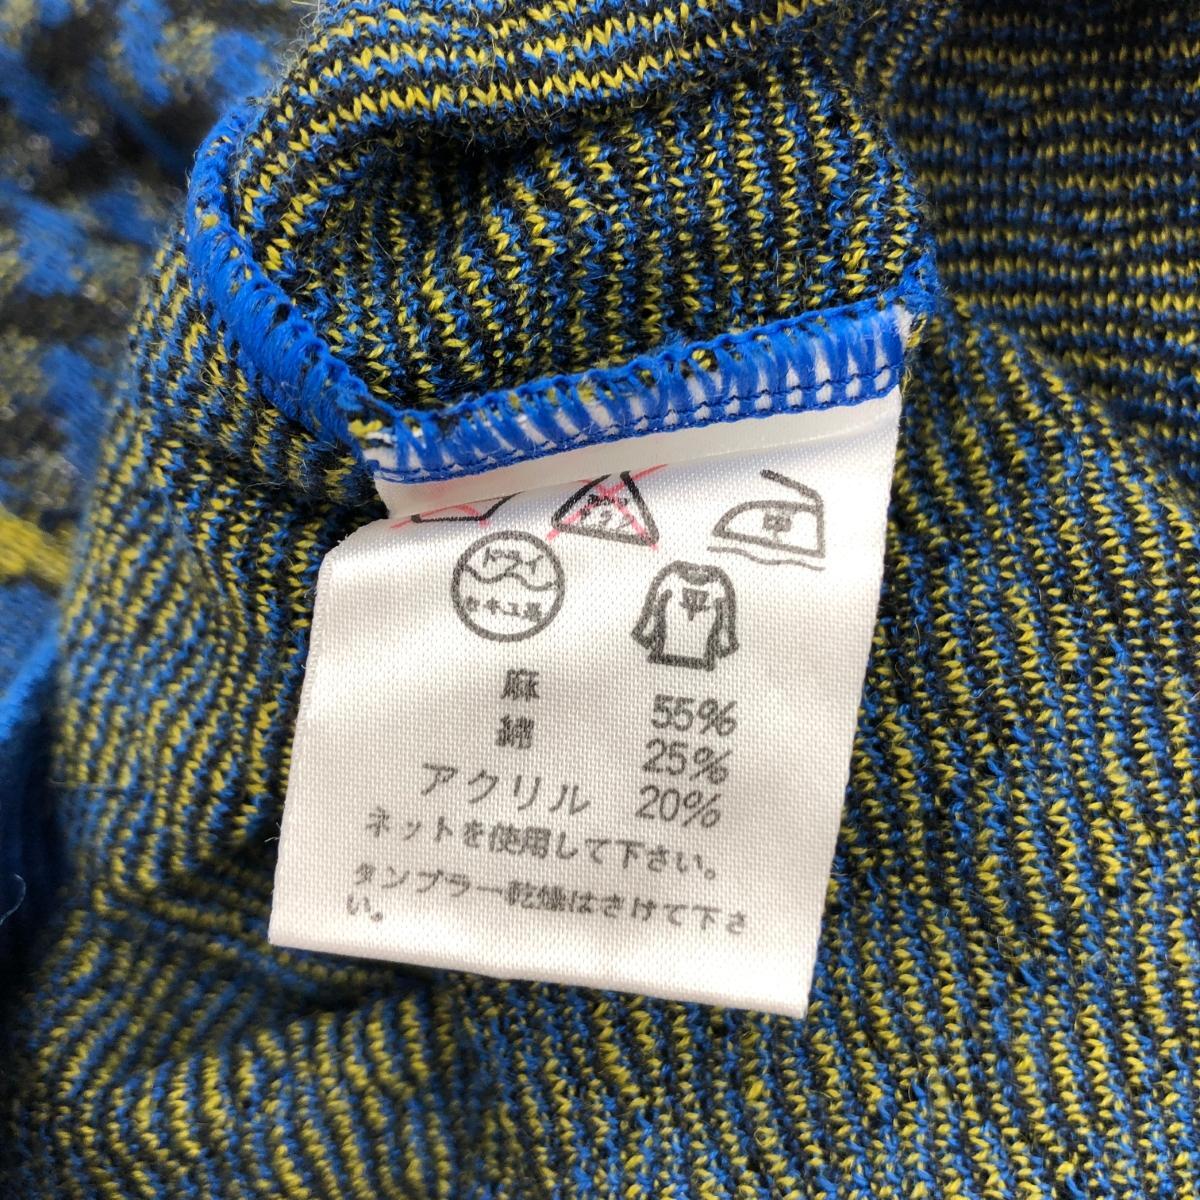 中
ドライ
セキユ系
平
麻 55%
綿 25%
アクリル 20%
ネットを使用して下さい。
タンブラー乾燥はさけて下さ
い。